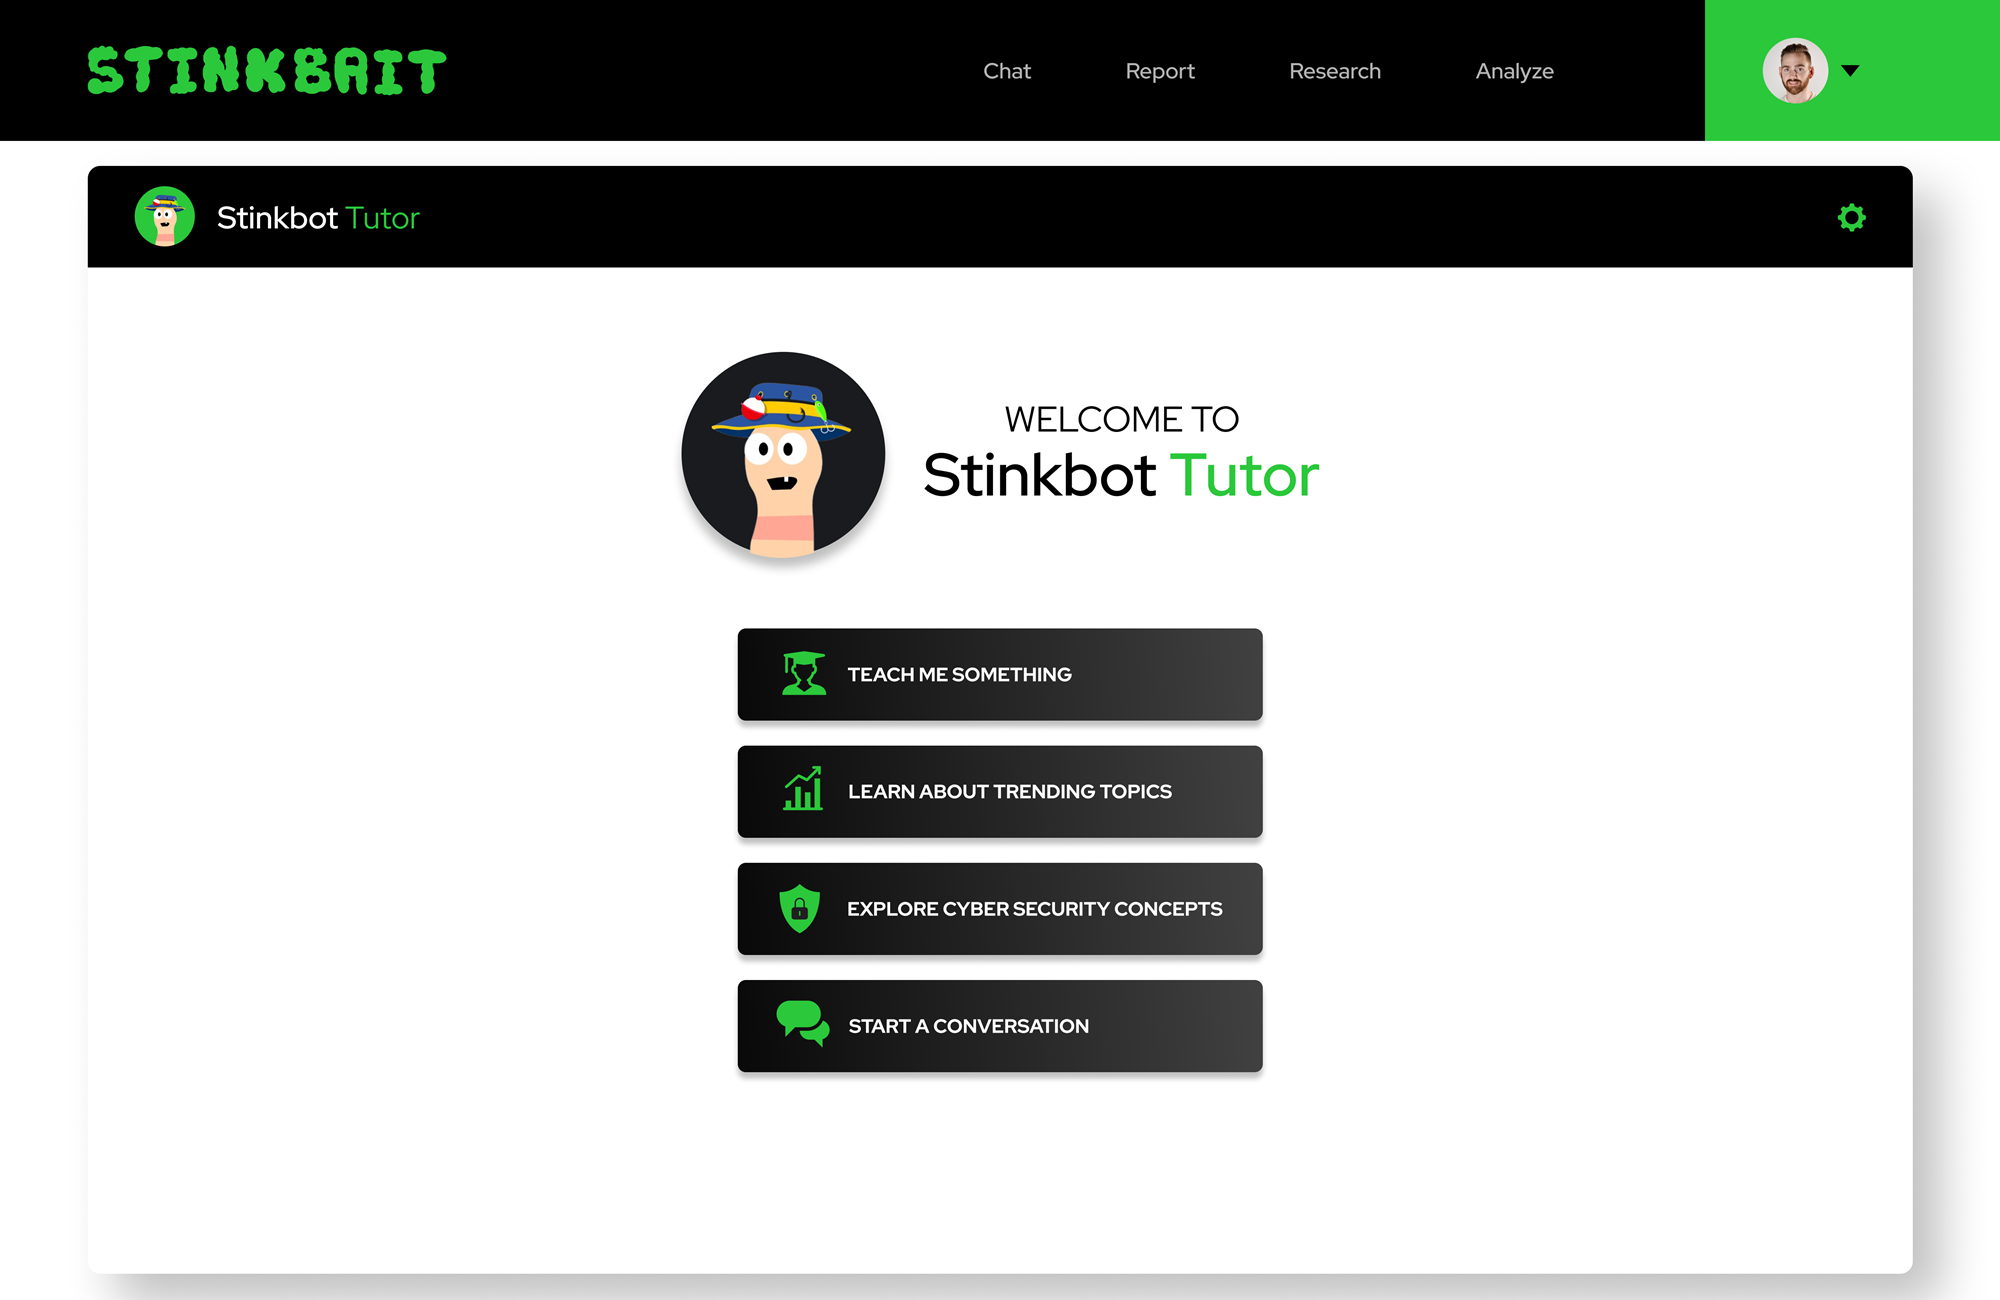 STINKBAIT
Chat
Report
Research
Analyze
Stinkbot Tutor
WELCOME TO
Stinkbot Tutor
TEACH ME SOMETHING
LEARN ABOUT TRENDING TOPICS
EXPLORE CYBER SECURITY CONCEPTS
START A CONVERSATION